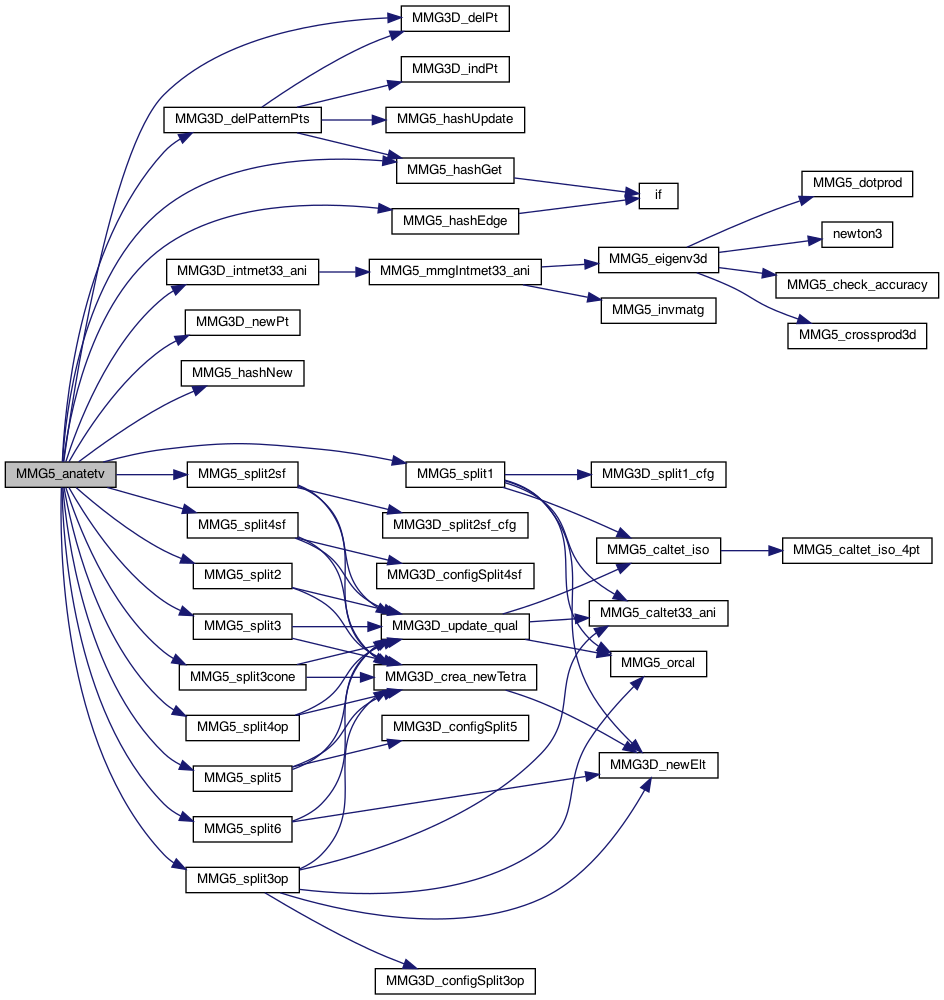 MMG3D_delPt
MMG3D_indPt
MMG3D_delPatternPts
MMG5_hashUpdate
MMG5_hashGet
MMG5_dotprod
if
MMG5_hashEdge
newton3
MMG5_eigenv3d
MMG3D_intmet33_ani
MMG5_mmgIntmet33_ani
MMG5_check_accuracy
MMG5_invmatg
MMG3D_newPt
MMG5_crossprod3d
MMG5_hashNew
MMG5_anatetv
MMG5_split2sf
MMG5_split1
MMG3D_split1_cfg
MMG5_split4sf
MMG3D_split2sf_cfg
MMG5_caltet_iso
MMG5_caltet_iso_4pt
MMG5_split2
MMG3D_configSplit4sf
MMG5_caltet33_ani
MMG5_split3
MMG3D_update_qual
MMG5_orcal
MMG5_split3cone
MMG3D_crea_newTetra
MMG5_split4op
MMG3D_configSplit5
MMG3D_newElt
MMG5_split5
MMG5_split6
MMG5_split3op
MMG3D_configSplit3op